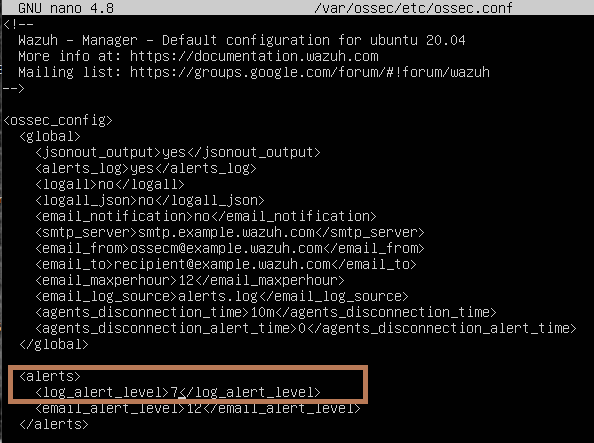 GNU nano 4.8 /var/ossec/etc/ossec.conf
<!--
Wazuh - Manager - Default configuration for ubuntu 20.04
More info at: https://documentation.wazuh.com
Mailing list: https://groups.google.com/forum/#!forum/wazuh
-->
<ossec_config>
<global>
<jsonout_output>yes</jsonout_output>
<alerts_log>yes</alerts_log>
<logall>no</logall>
<logall_json>no</logall_json>
<email_notification>no</email_notification>
<smtp_server>smtp.example.wazuh.com</smtp_server>
<email_from>ossecm@example.wazuh.com</email_from>
<email_to>recipient@example.wazuh.com</email_to>
<email_maxperhour>12</email_maxperhour>
<email_log_source>alerts.log</email_log_source>
<agents_disconnection_time>10m</agents_disconnection_time>
<agents_disconnection_alert_time>0</agents_disconnection_alert_time>
</global>
<alerts>
<log_alert_level>7</log_alert_level>
<email_alert_level>12</email_alert_level>
</alerts>